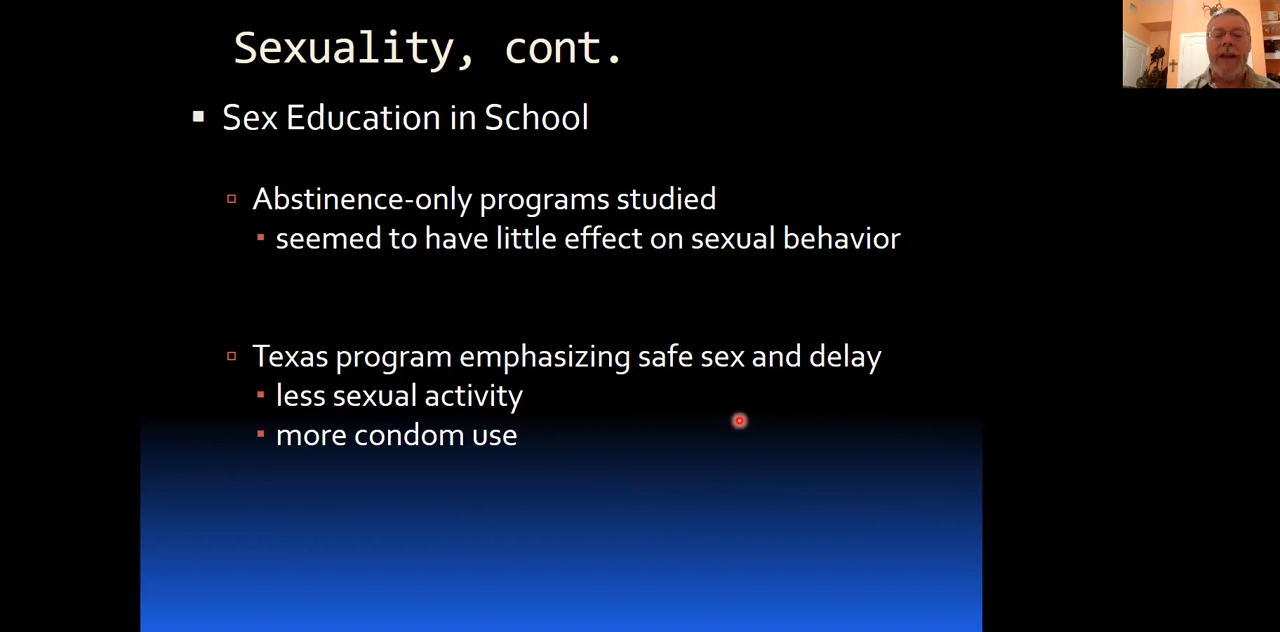 Sexuality, cont.
Sex Education in School
Abstinence-only programs studied
seemed to have little effect on sexual behavior
Texas program emphasizing safe sex and delay
less sexual activity
more condom use